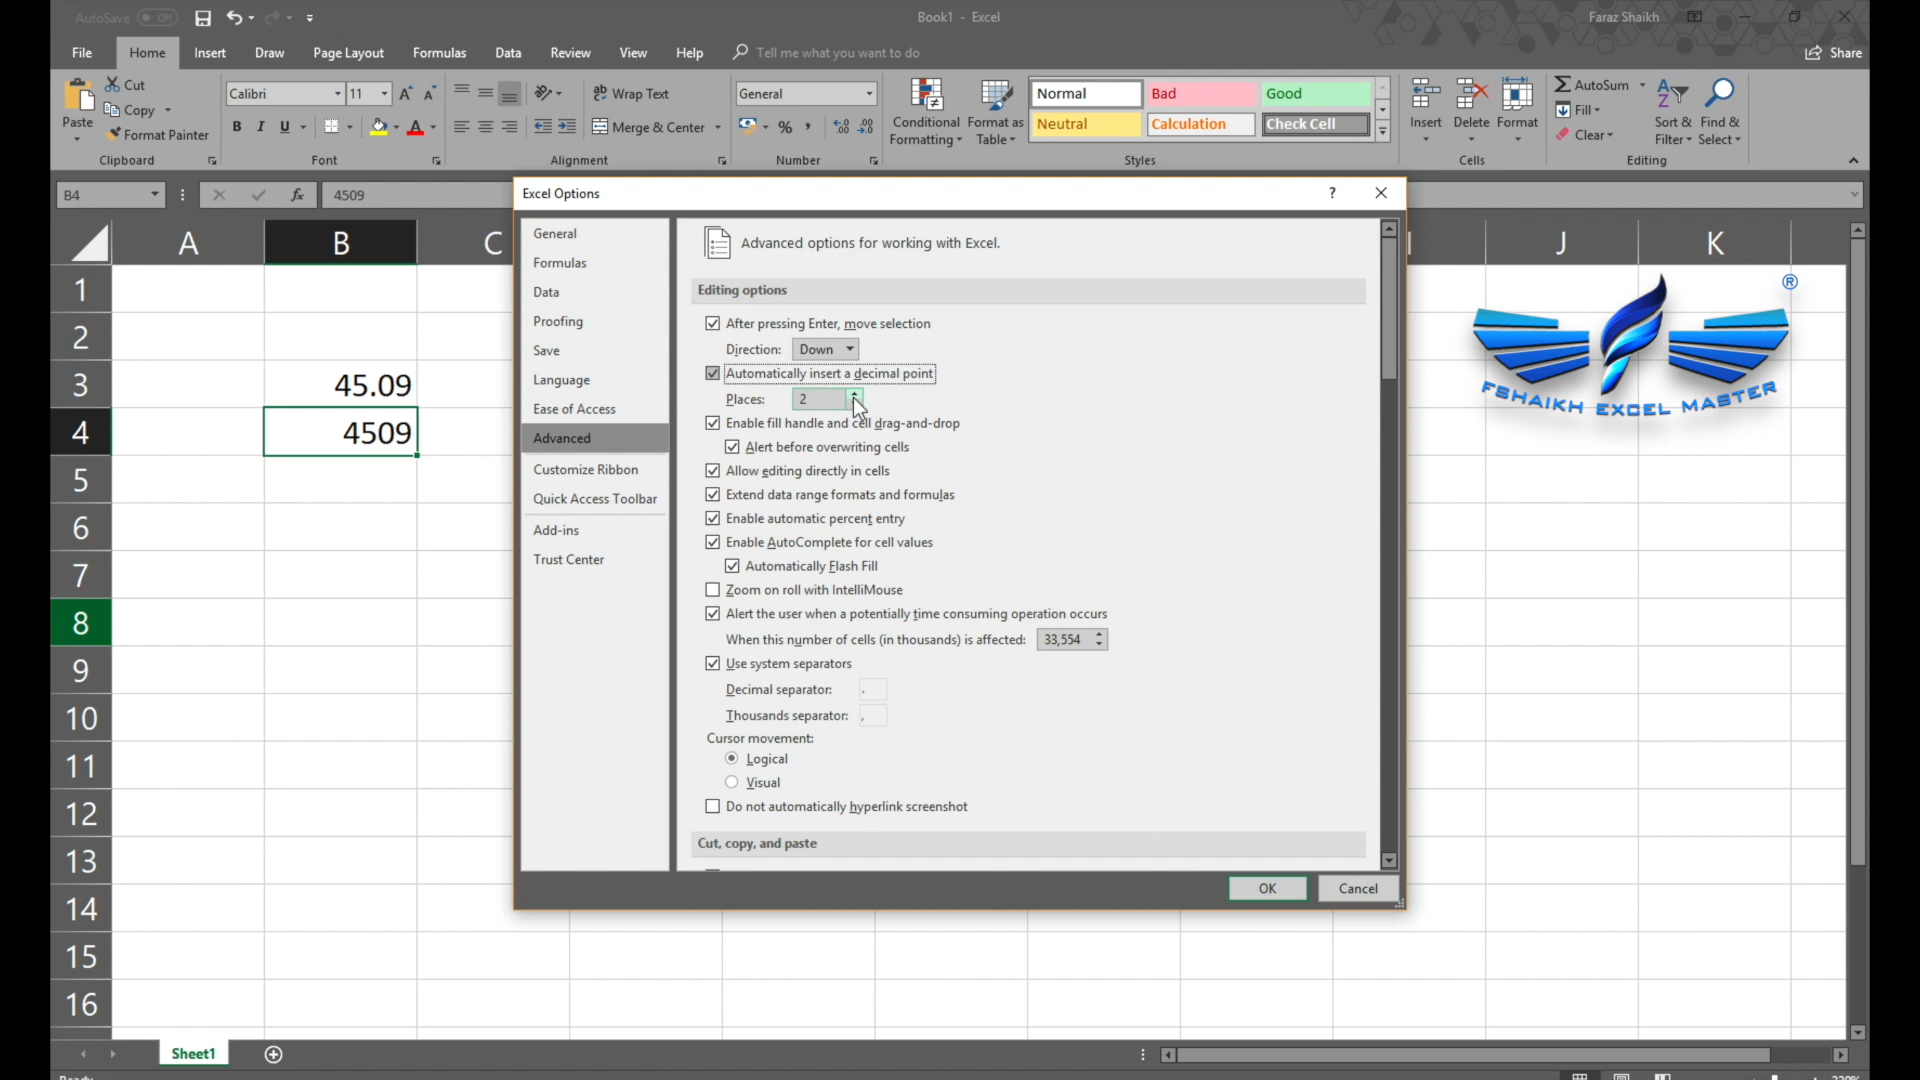 AutoSave Off
Book1 - Excel
Faraz Shaikh
File Home Insert Draw Page Layout Formulas Data Review View Help Tell me what you want to do
Share
Paste
Cut
Copy
Format Painter
Clipboard
Calibri 11
B I U
Font
Wrap Text
Merge & Center
Alignment
General
Number
Conditional Formatting
Format as Table
Normal Bad Good
Neutral Calculation Check Cell
Styles
Insert Delete Format
Cells
AutoSum
Fill
Clear
Sort & Filter
Find & Select
Editing
B4 fx 4509
A B C J K
1
2
3 45.09
4 4509
5
6
7
8
9
10
11
12
13
14
15
16
Excel Options ?
General
Formulas
Data
Proofing
Save
Language
Ease of Access
Advanced
Customize Ribbon
Quick Access Toolbar
Add-ins
Trust Center
Advanced options for working with Excel.
Editing options
After pressing Enter, move selection
Direction: Down
Automatically insert a decimal point
Places: 2
Enable fill handle and cell drag-and-drop
Alert before overwriting cells
Allow editing directly in cells
Extend data range formats and formulas
Enable automatic percent entry
Enable AutoComplete for cell values
Automatically Flash Fill
Zoom on roll with IntelliMouse
Alert the user when a potentially time consuming operation occurs
When this number of cells (in thousands) is affected: 33,554
Use system separators
Decimal separator: .
Thousands separator: ,
Cursor movement:
Logical
Visual
Do not automatically hyperlink screenshot
Cut, copy, and paste
OK Cancel
®
FSHAIKH EXCEL MASTER
Sheet1